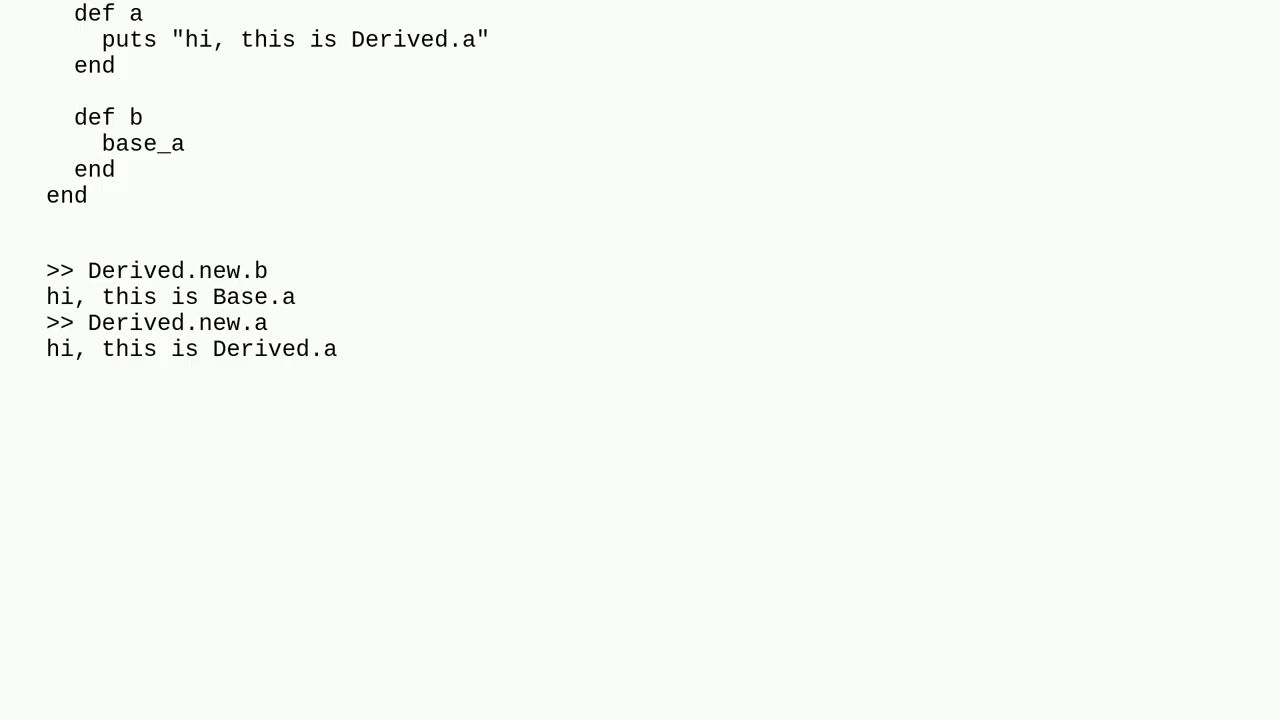 def a
puts "hi, this is Derived.a"
end
def b
base_a
end
end
>> Derived.new.b
hi, this is Base.a
>> Derived.new.a
hi, this is Derived.a